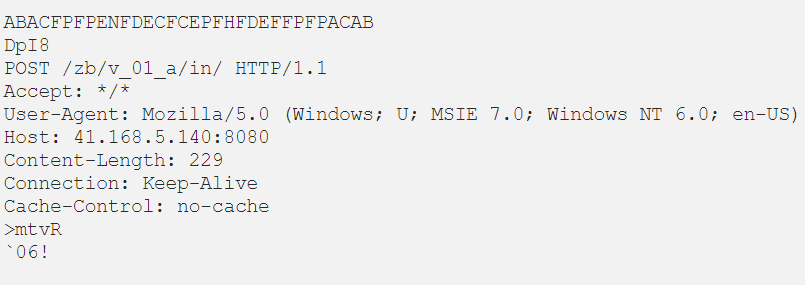 ABACFPFPENFDECFCEPFHFDEFFPFPACAB
DpI8
POST /zb/v_01_a/in/ HTTP/1.1
Accept: */*
User-Agent: Mozilla/5.0 (Windows; U; MSIE 7.0; Windows NT 6.0; en-US)
Host: 41.168.5.140:8080
Content-Length: 229
Connection: Keep-Alive
Cache-Control: no-cache
>mtvR
`06!